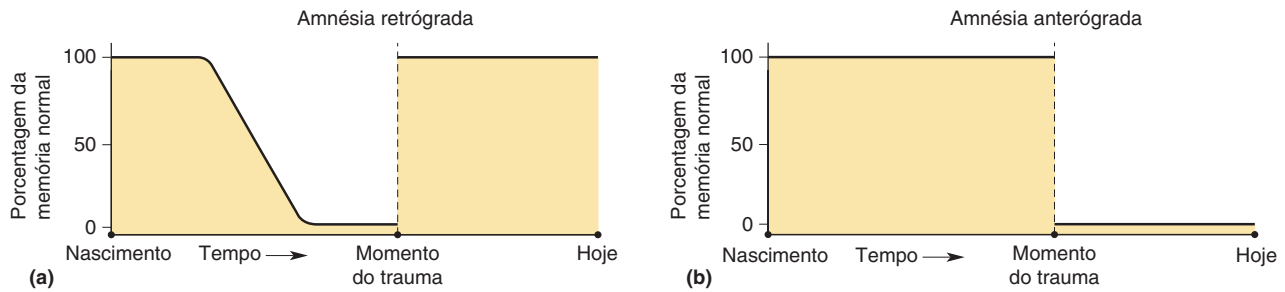 Amnésia retrógrada
100
50
0
Porcentagem da
memória normal
Nascimento
Tempo
Momento
do trauma
Hoje
(a)
Amnésia anterógrada
100
50
0
Porcentagem da
memória normal
Nascimento
Tempo
Momento
do trauma
Hoje
(b)